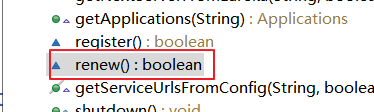 getApplications(String) : Applications
register() : boolean
renew() : boolean
getServiceUrlsFromConfig(String, boolea
shutdown() : void